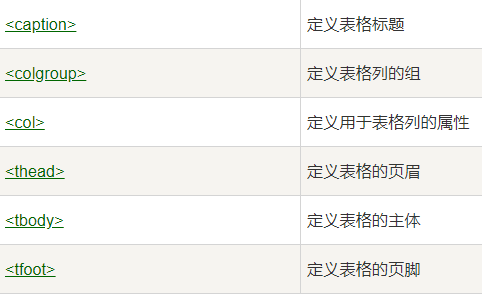 <caption> 定义表格标题
<colgroup> 定义表格列的组
<col> 定义用于表格列的属性
<thead> 定义表格的页眉
<tbody> 定义表格的主体
<tfoot> 定义表格的页脚